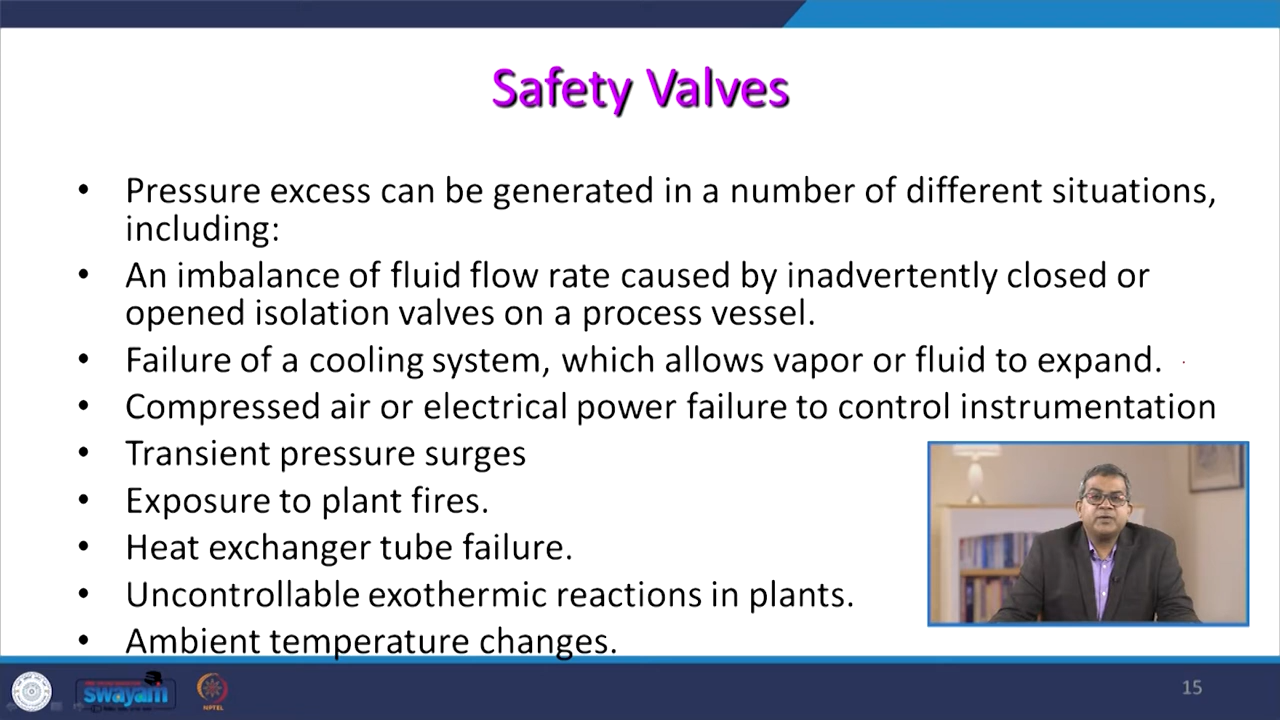 Safety Valves
• Pressure excess can be generated in a number of different situations,
including:
• An imbalance of fluid flow rate caused by inadvertently closed or
opened isolation valves on a process vessel.
• Failure of a cooling system, which allows vapor or fluid to expand.
• Compressed air or electrical power failure to control instrumentation
• Transient pressure surges
• Exposure to plant fires.
• Heat exchanger tube failure.
• Uncontrollable exothermic reactions in plants.
• Ambient temperature changes.
swayam
NPTEL
15